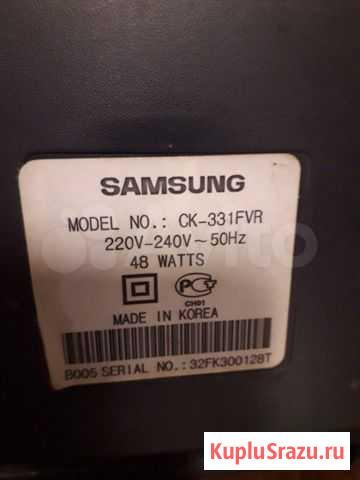 SAMSUNG
MODEL NO.: CK-331FVR
220V-240V~50Hz
48 WATTS
CH01
MADE IN KOREA
B005 SERIAL NO.:32FK300128T
KupluSrazu.ru